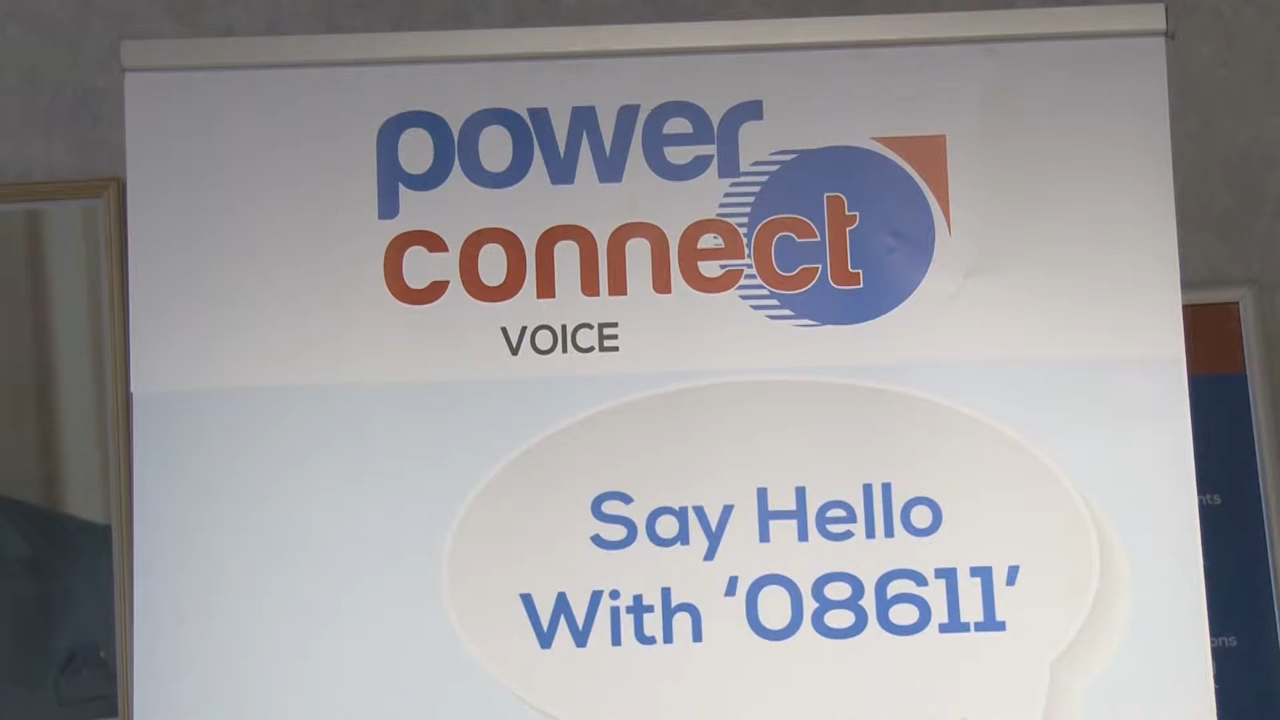 power
connect
VOICE
Say Hello
With ‘08611’